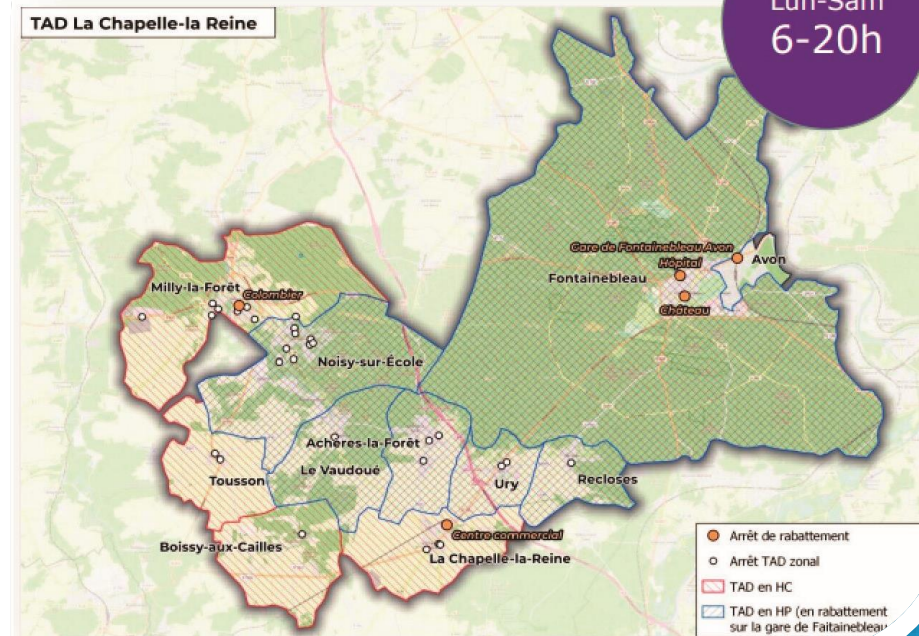 TAD La Chapelle-la Reine
Lun-Sam
6-20h
Gare de Fontainebleau Avon
Hôpital
Avon
Fontainebleau
Château
Milly-la-Forêt
Colombier
Noisy-sur-École
Achères-la-Forêt
Le Vaudoué
Tousson
Ury
Recloses
Boissy-aux-Cailles
Centre commercial
La Chapelle-la-Reine
Arrêt de rabattement
Arrêt TAD zonal
TAD en HC
TAD en HP (en rabattement
sur la gare de Faitainebleau